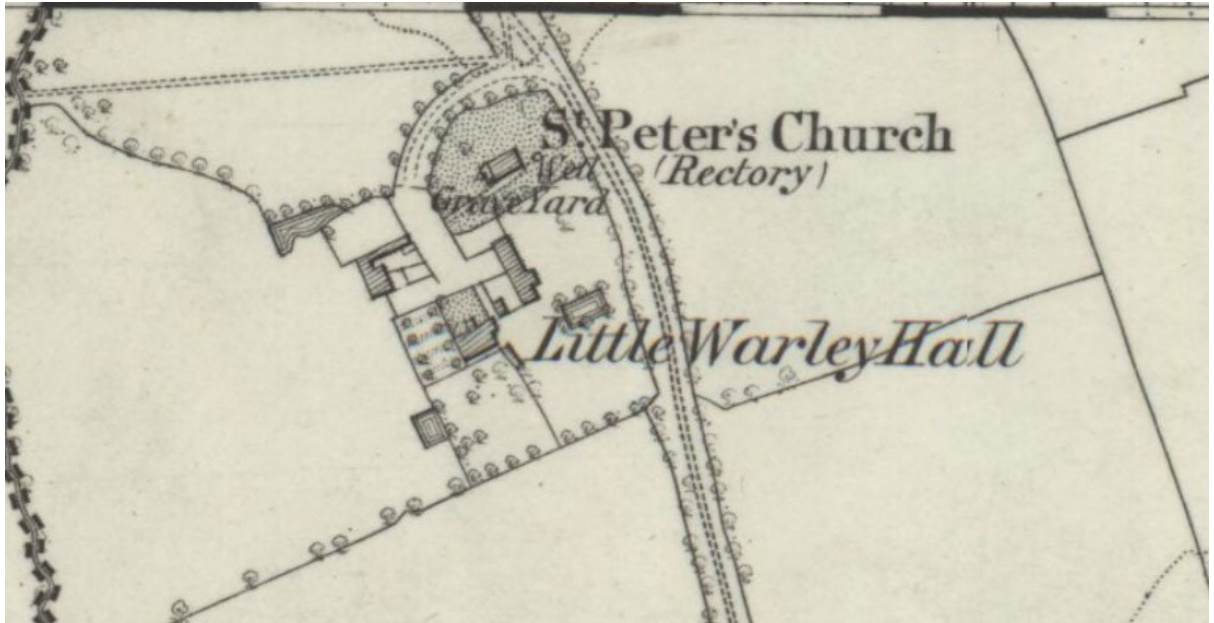 St. Peter's Church
(Rectory)
Well
Grave Yard
Little Warley Hall